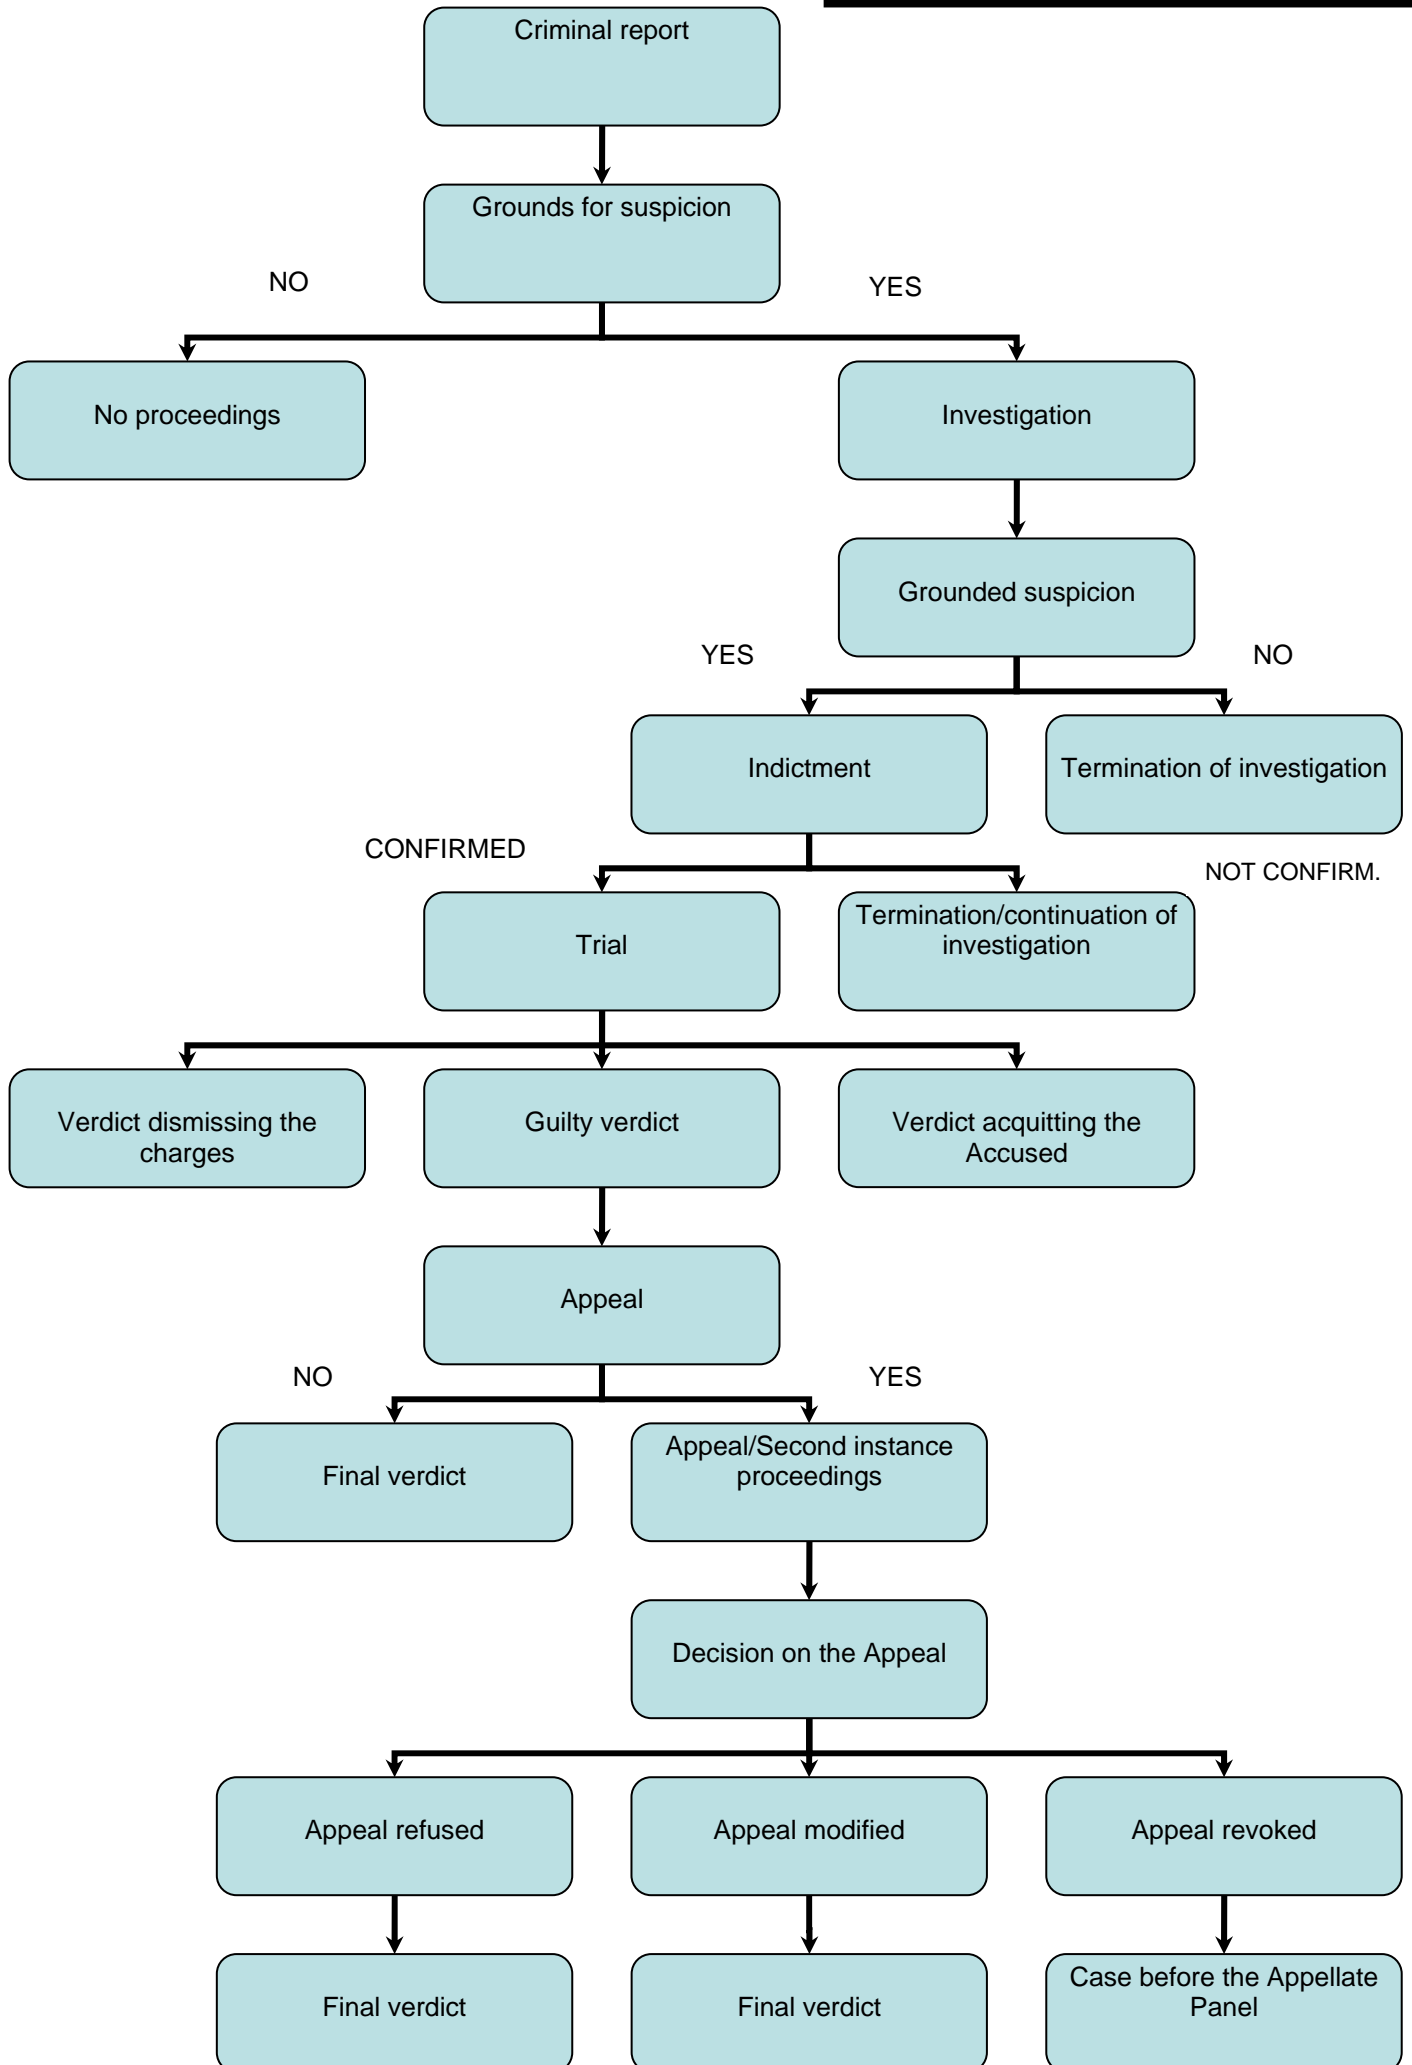 Criminal report
Grounds for suspicion
NO
YES
No proceedings
Investigation
Grounded suspicion
YES
NO
Indictment
Termination of investigation
CONFIRMED
NOT CONFIRM.
Trial
Termination/continuation of
investigation
Verdict dismissing the
charges
Guilty verdict
Verdict acquitting the
Accused
Appeal
NO
YES
Final verdict
Appeal/Second instance
proceedings
Decision on the Appeal
Appeal refused
Appeal modified
Appeal revoked
Final verdict
Final verdict
Case before the Appellate
Panel